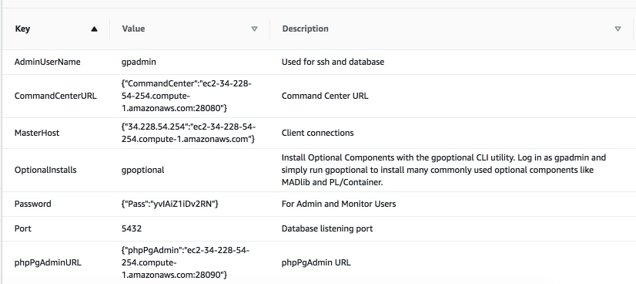 Key Value Description
AdminUserName gpadmin Used for ssh and database
{"CommandCenter":"ec2-34-228-
CommandCenterURL 54-254.compute- Command Center URL
1.amazonaws.com:28080"}
MasterHost {"34.228.54.254":"ec2-34-228-54- Client connections
254.compute-1.amazonaws.com"}
Install Optional Components with the gpoptional CLI utility. Log in as gpadmin and
OptionalInstalls gpoptional simply run gpoptional to install many commonly used optional components like
MADlib and PL/Container.
Password {"Pass":"yvIAiZ1iDv2RN"} For Admin and Monitor Users
Port 5432 Database listening port
{"phpPgAdmin":"ec2-34-228-54-
phpPgAdminURL 254.compute- phpPgAdmin URL
1.amazonaws.com:28090"}